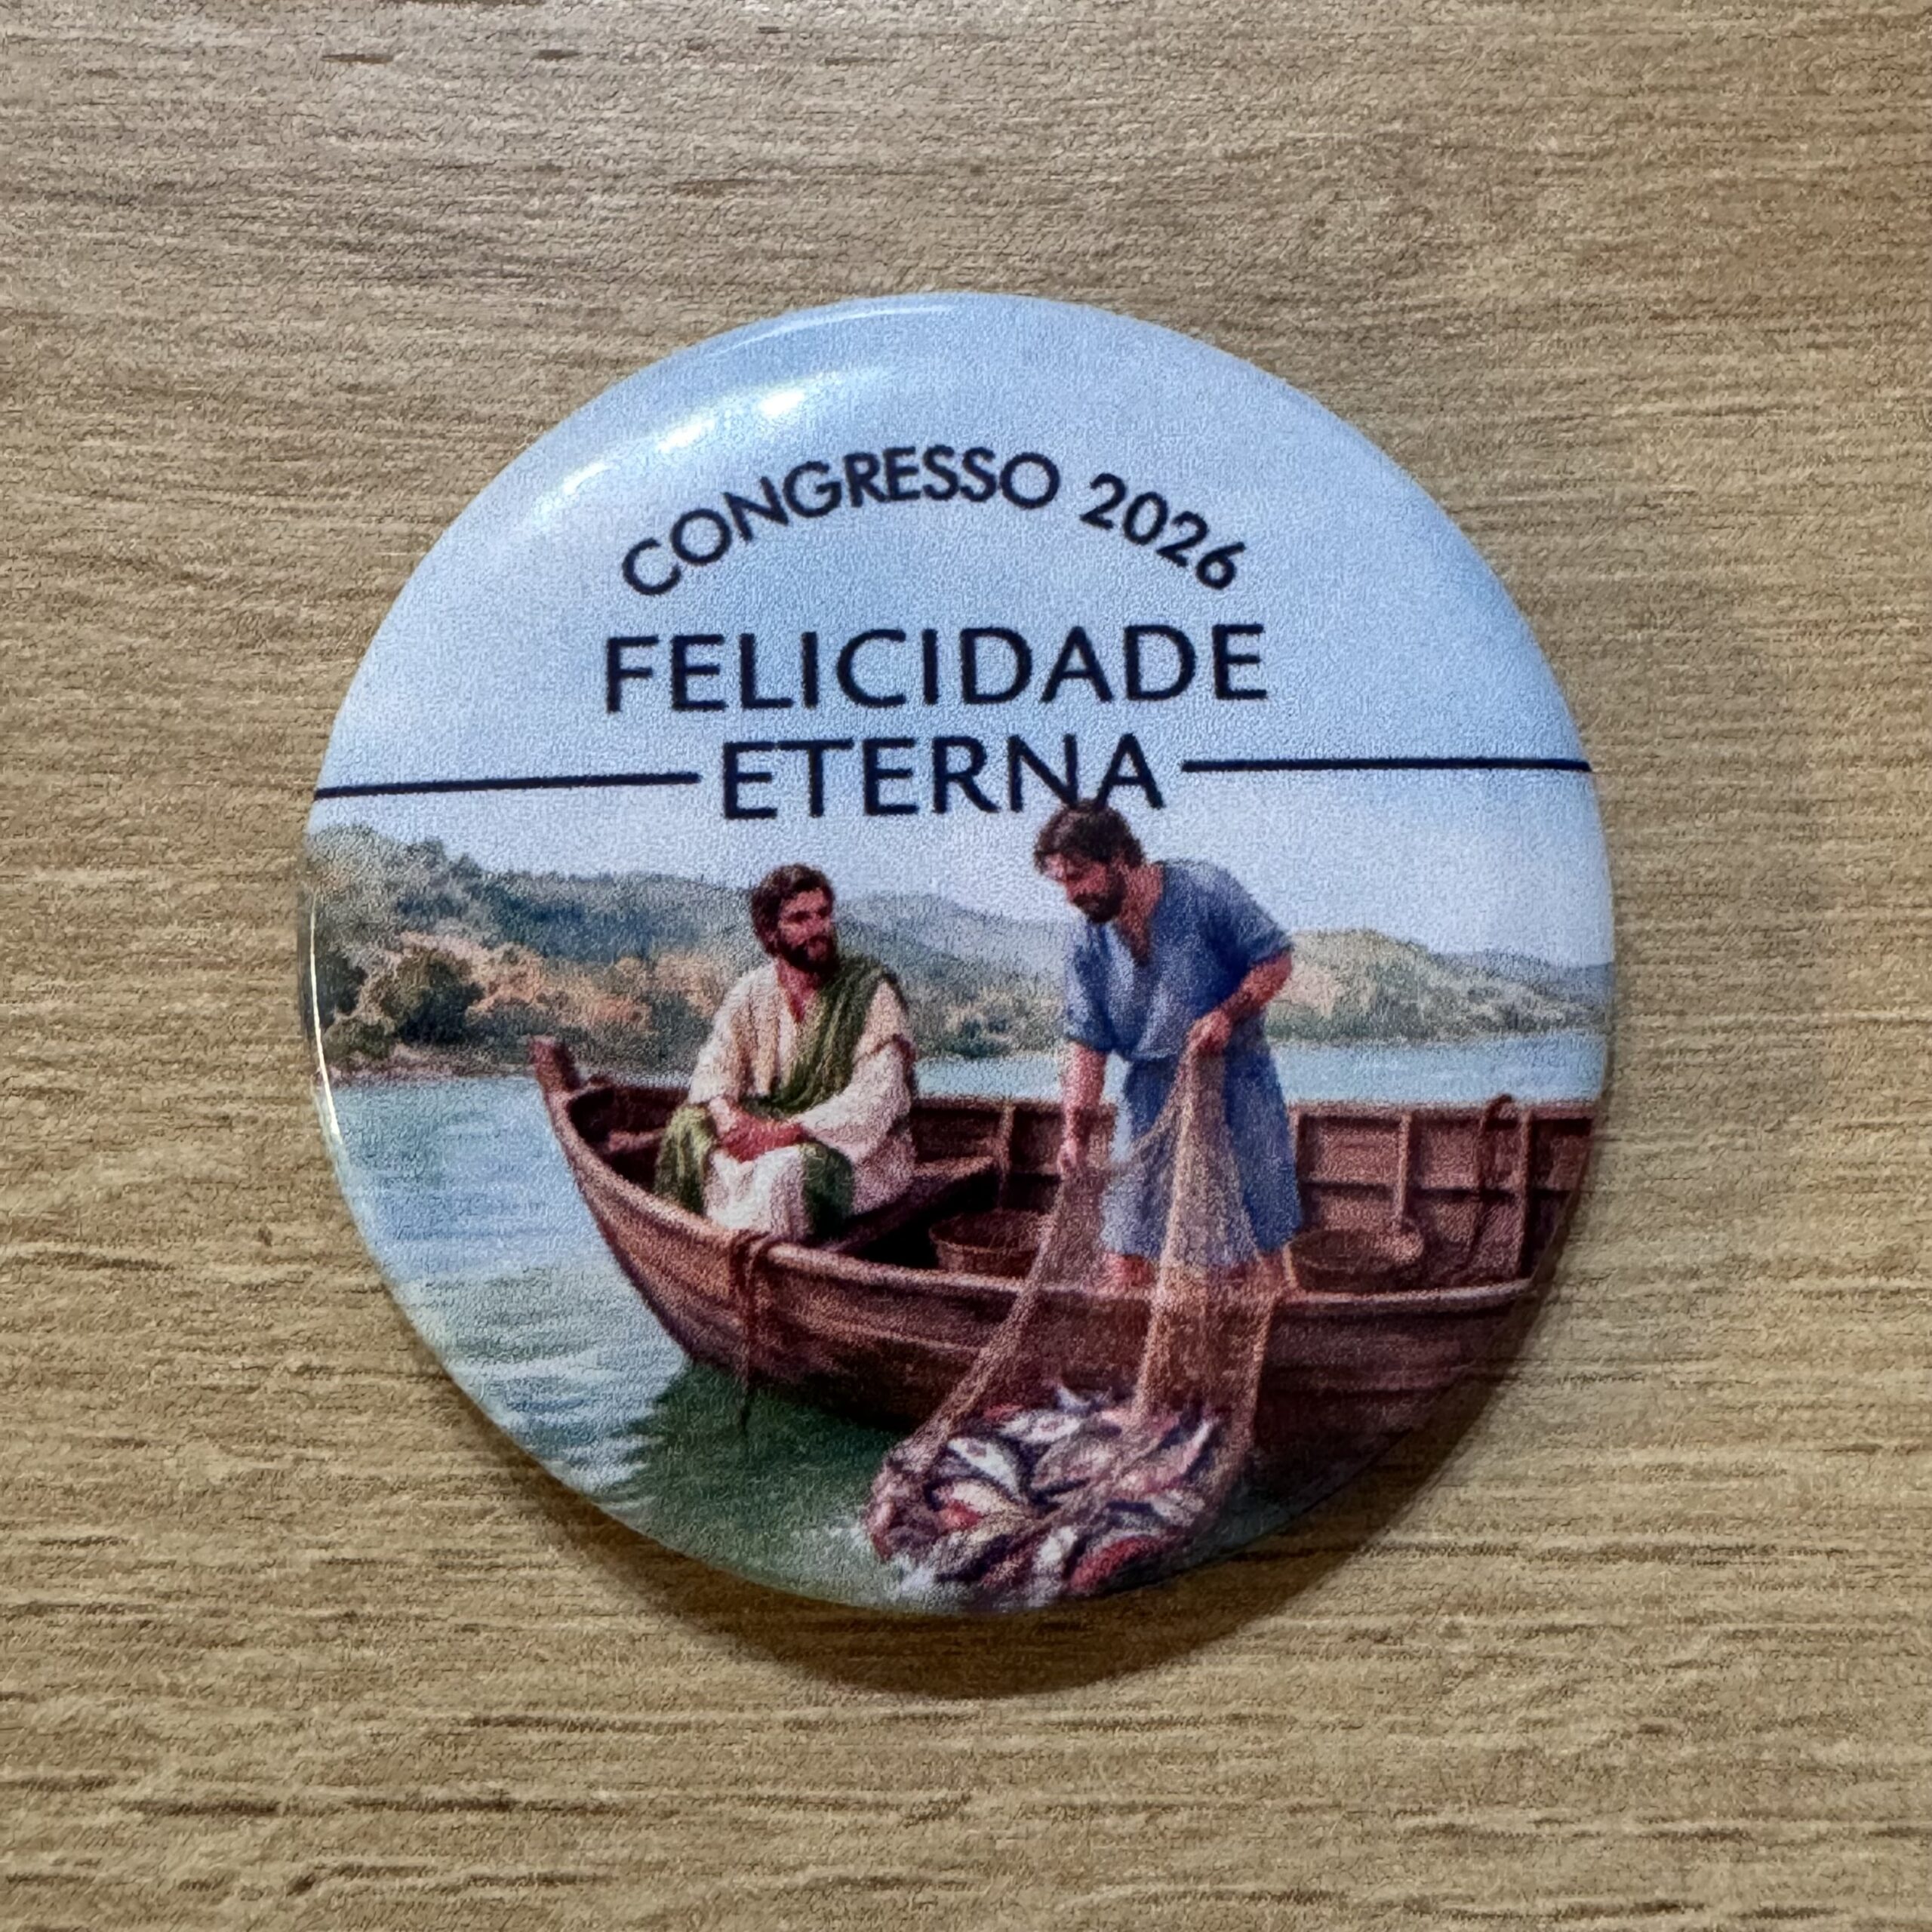 CONGRESSO 2026
FELICIDADE
ETERNA